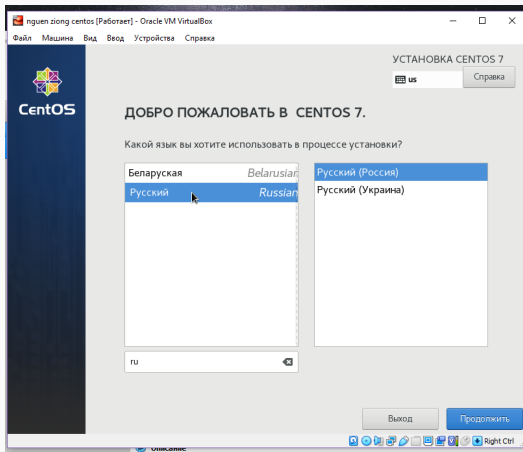 nguen ziong centos [Работает] - Oracle VM VirtualBox
Файл Машина Вид Ввод Устройства Справка
УСТАНОВКА CENTOS 7
us
Справка
CentOS
ДОБРО ПОЖАЛОВАТЬ В CENTOS 7.
Какой язык вы хотите использовать в процессе установки?
Беларуская Belarusian
Русский Russian
Русский (Россия)
Русский (Украина)
ru
Выход
Продолжить
Right Ctrl
Описание